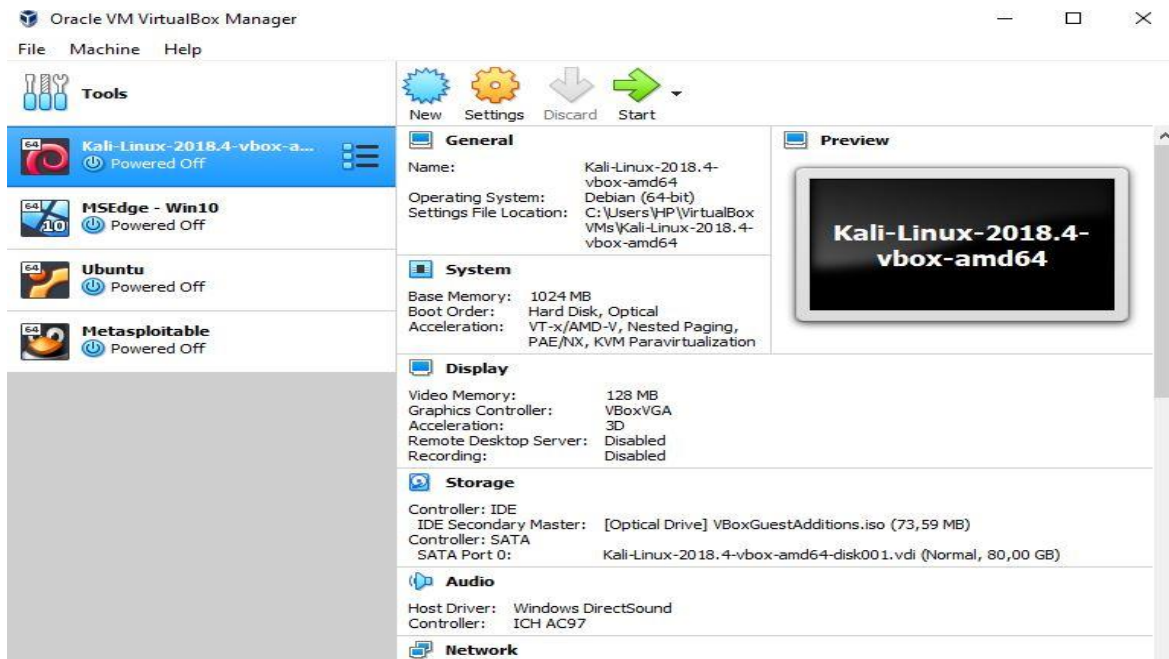 Oracle VM VirtualBox Manager
File Machine Help
Tools
64
Kali-Linux-2018.4-vbox-a...
Powered Off
64
10
MSEdge - Win10
Powered Off
64
Ubuntu
Powered Off
64
Metasploitable
Powered Off
New Settings Discard Start
General
Name: Kali-Linux-2018.4-
vbox-amd64
Operating System: Debian (64-bit)
Settings File Location: C:\Users\HP\VirtualBox
VMs\Kali-Linux-2018.4-
vbox-amd64
Preview
Kali-Linux-2018.4-
vbox-amd64
System
Base Memory: 1024 MB
Boot Order: Hard Disk, Optical
Acceleration: VT-x/AMD-V, Nested Paging,
PAE/NX, KVM Paravirtualization
Display
Video Memory: 128 MB
Graphics Controller: VBoxVGA
Acceleration: 3D
Remote Desktop Server: Disabled
Recording: Disabled
Storage
Controller: IDE
IDE Secondary Master: [Optical Drive] VBoxGuestAdditions.iso (73,59 MB)
Controller: SATA
SATA Port 0: Kali-Linux-2018.4-vbox-amd64-disk001.vdi (Normal, 80,00 GB)
Audio
Host Driver: Windows DirectSound
Controller: ICH AC97
Network